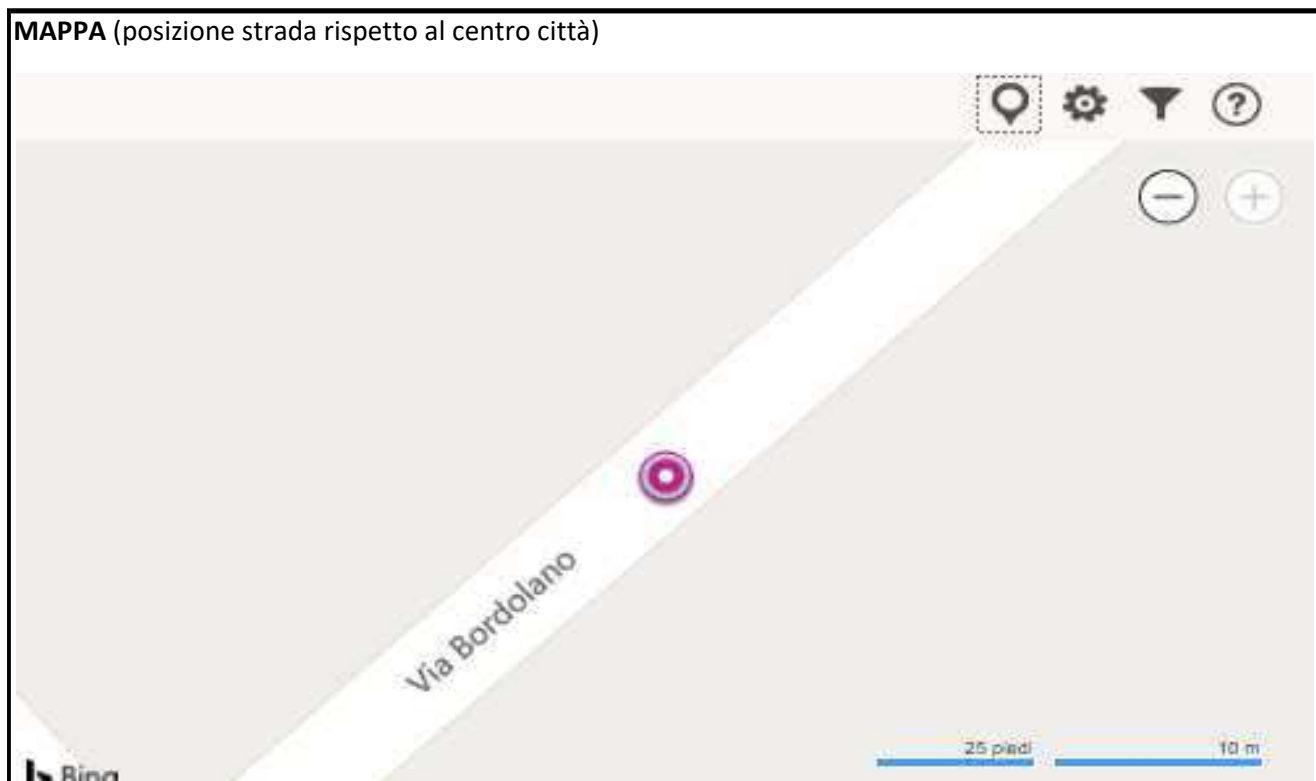 MAPPA (posizione strada rispetto al centro città)
?
Via Bordolano
25 piedi
10 m
Bing